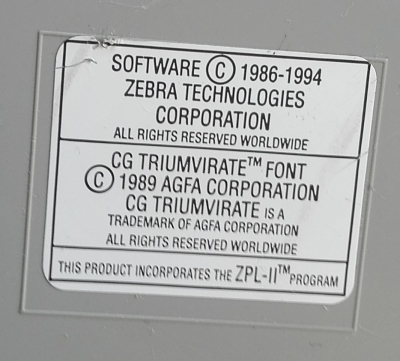 SOFTWARE © 1986-1994
ZEBRA TECHNOLOGIES
CORPORATION
ALL RIGHTS RESERVED WORLDWIDE
CG TRIUMVIRATE™ FONT
© 1989 AGFA CORPORATION
CG TRIUMVIRATE IS A
TRADEMARK OF AGFA CORPORATION
ALL RIGHTS RESERVED WORLDWIDE
THIS PRODUCT INCORPORATES THE ZPL-II™ PROGRAM